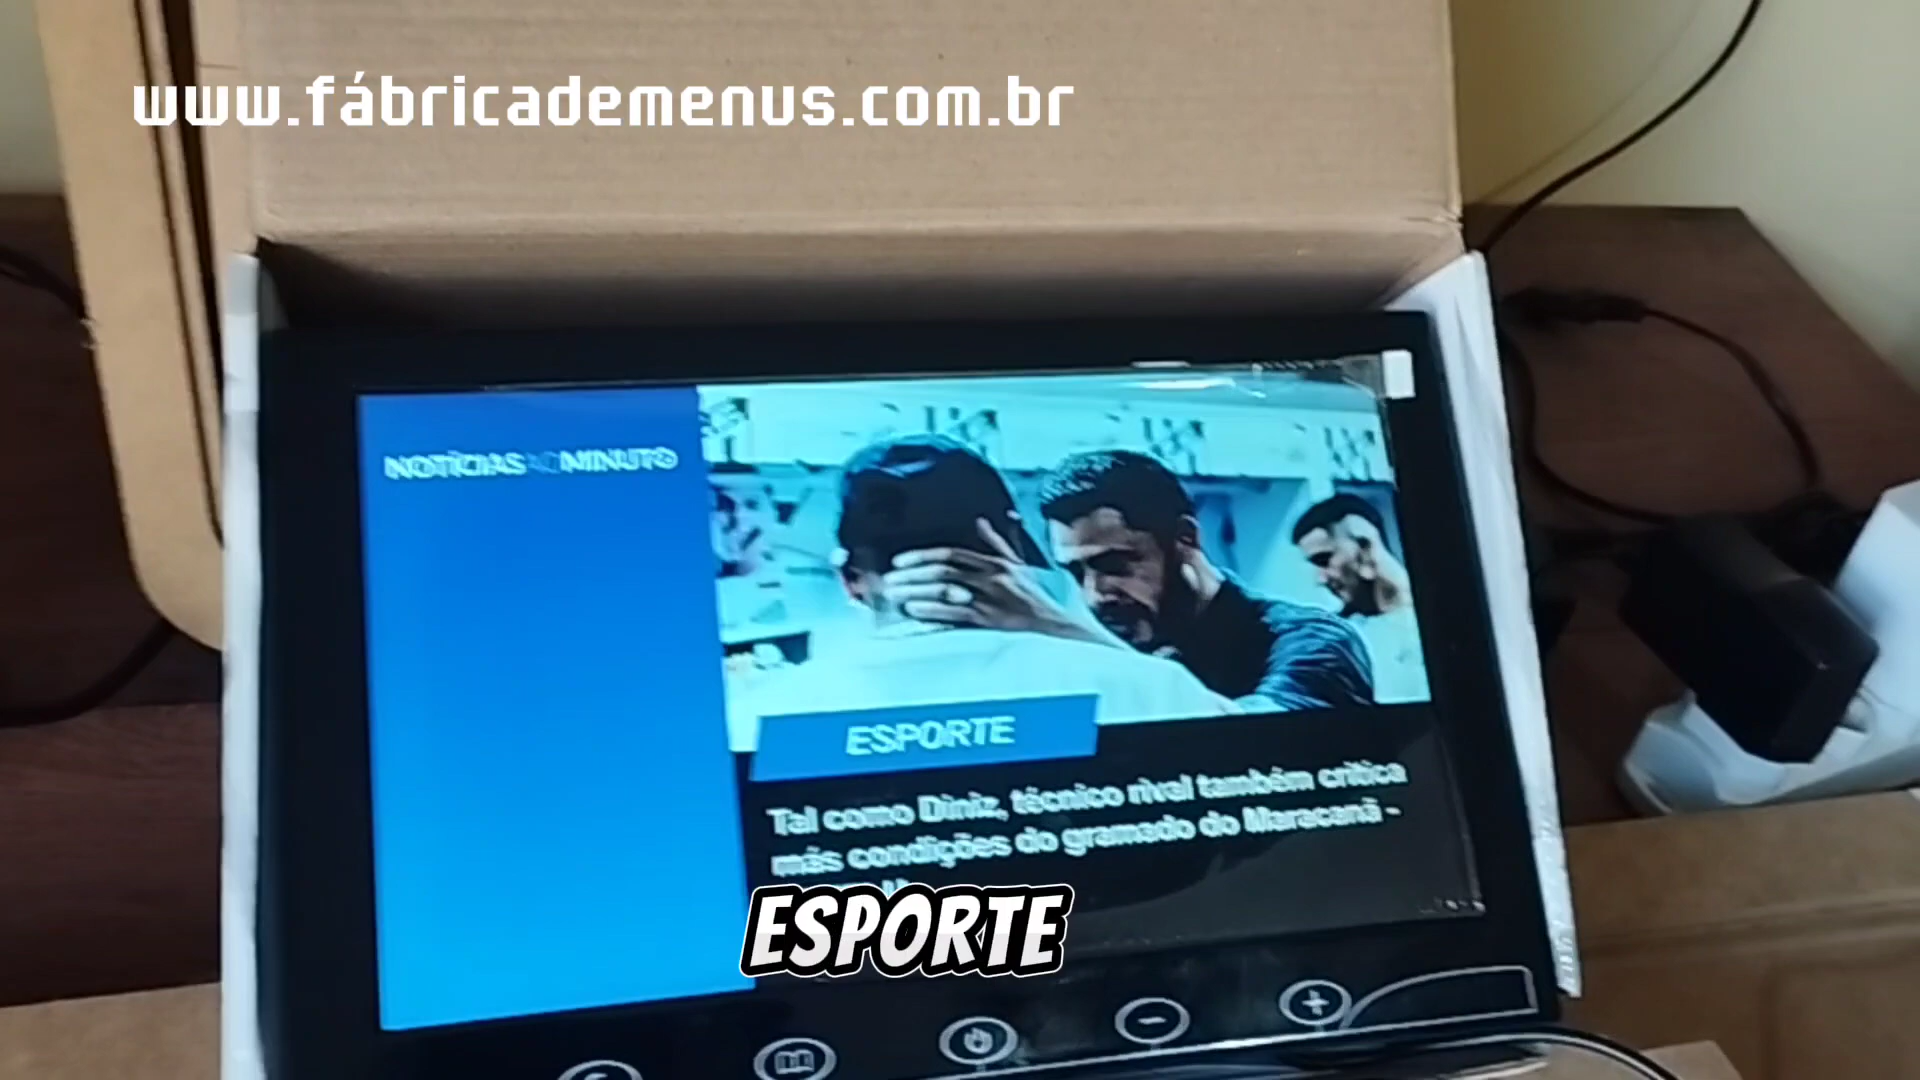 www.fábricademenus.com.br
NOTÍCIAS AO MINUTO
ESPORTE
Tal como Diniz, técnico rival também critica
más condições do gramado do Maracanã -
ESPORTE